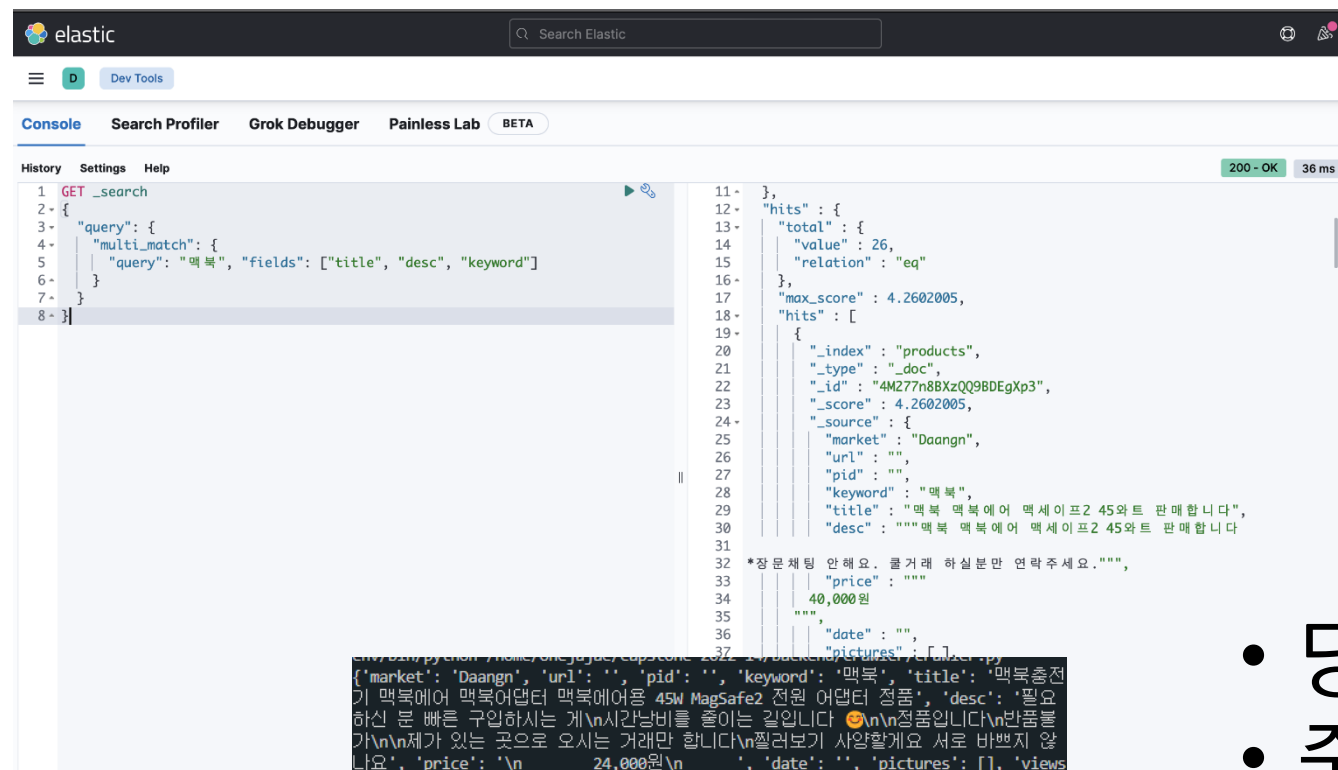 elastic
Search Elastic
D
Dev Tools
Console Search Profiler Grok Debugger Painless Lab BETA
History Settings Help
200 - OK 36 ms
1 GET _search
2 {
3 "query": {
4 "multi_match": {
5 "query": "맥북", "fields": ["title", "desc", "keyword"]
6 }
7 }
8 }
11 },
12 "hits" : {
13 "total" : {
14 "value" : 26,
15 "relation" : "eq"
16 },
17 "max_score" : 4.2602005,
18 "hits" : [
19 {
20 "_index" : "products",
21 "_type" : "_doc",
22 "_id" : "4M277n8BXzQQ9BDEgXp3",
23 "_score" : 4.2602005,
24 "_source" : {
25 "market" : "Daangn",
26 "url" : "",
27 "pid" : "",
28 "keyword" : "맥북",
29 "title" : "맥북 맥북에어 맥세이프2 45와트 판매합니다",
30 "desc" : """맥북 맥북에어 맥세이프2 45와트 판매합니다
31
32 *장문채팅 안해요. 쿨거래 하실분만 연락주세요.""",
33 "price" : """
34 40,000원
35 """,
36 "date" : "",
37 "pictures" : [ ],
{'market': 'Daangn', 'url': '', 'pid': '', 'keyword': '맥북', 'title': '맥북충전
기 맥북에어 맥북어댑터 맥북에어용 45W MagSafe2 전원 어댑터 정품', 'desc': '필요
하신 분 빠른 구입하시는 게\n시간낭비를 줄이는 길입니다 😊\n\n정품입니다\n반품불
가\n\n제가 있는 곳으로 오시는 거래만 합니다\n찔러보기 사양할게요 서로 바쁘지 않
나요', 'price': '\n 24,000원\n ', 'date': '', 'pictures': [], 'views